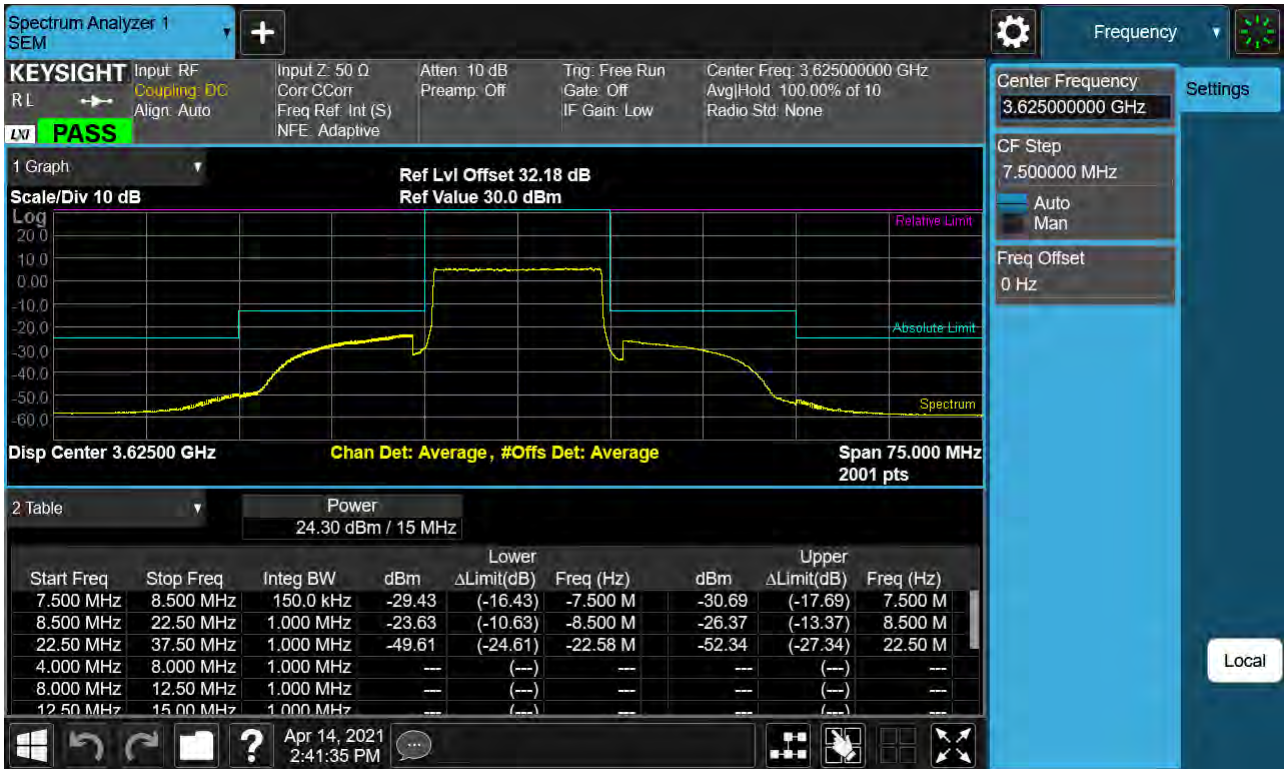 Spectrum Analyzer 1
SEM
+
Frequency
KEYSIGHT
R L
LXI
PASS
Input: RF
Coupling: DC
Align: Auto
Input Z: 50 Ω
Corr CCorr
Freq Ref: Int (S)
NFE: Adaptive
Atten: 10 dB
Preamp: Off
Trig: Free Run
Gate: Off
IF Gain: Low
Center Freq: 3.625000000 GHz
Avg|Hold: 100.00% of 10
Radio Std: None
Center Frequency
3.625000000 GHz
Settings
CF Step
7.500000 MHz
Auto
Man
Freq Offset
0 Hz
Local
1 Graph
Scale/Div 10 dB
Ref Lvl Offset 32.18 dB
Ref Value 30.0 dBm
Log
20.0
10.0
0.00
-10.0
-20.0
-30.0
-40.0
-50.0
-60.0
Relative Limit
Absolute Limit
Spectrum
Disp Center 3.62500 GHz
Chan Det: Average, #Offs Det: Average
Span 75.000 MHz
2001 pts
2 Table
Power
24.30 dBm / 15 MHz
Lower Upper
Start Freq Stop Freq Integ BW dBm ΔLimit(dB) Freq (Hz) dBm ΔLimit(dB) Freq (Hz)
7.500 MHz 8.500 MHz 150.0 kHz -29.43 (-16.43) -7.500 M -30.69 (-17.69) 7.500 M
8.500 MHz 22.50 MHz 1.000 MHz -23.63 (-10.63) -8.500 M -26.37 (-13.37) 8.500 M
22.50 MHz 37.50 MHz 1.000 MHz -49.61 (-24.61) -22.58 M -52.34 (-27.34) 22.50 M
4.000 MHz 8.000 MHz 1.000 MHz --- (---) --- --- (---) ---
8.000 MHz 12.50 MHz 1.000 MHz --- (---) --- --- (---) ---
12.50 MHz 15.00 MHz 1.000 MHz --- (---) --- --- (---) ---
?
Apr 14, 2021
2:41:35 PM